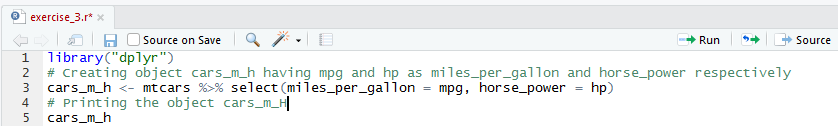 exercise_3.r*
Source on Save Run Source
1 library("dplyr")
2 # Creating object cars_m_h having mpg and hp as miles_per_gallon and horse_power respectively
3 cars_m_h <- mtcars %>% select(miles_per_gallon = mpg, horse_power = hp)
4 # Printing the object cars_m_H
5 cars_m_h